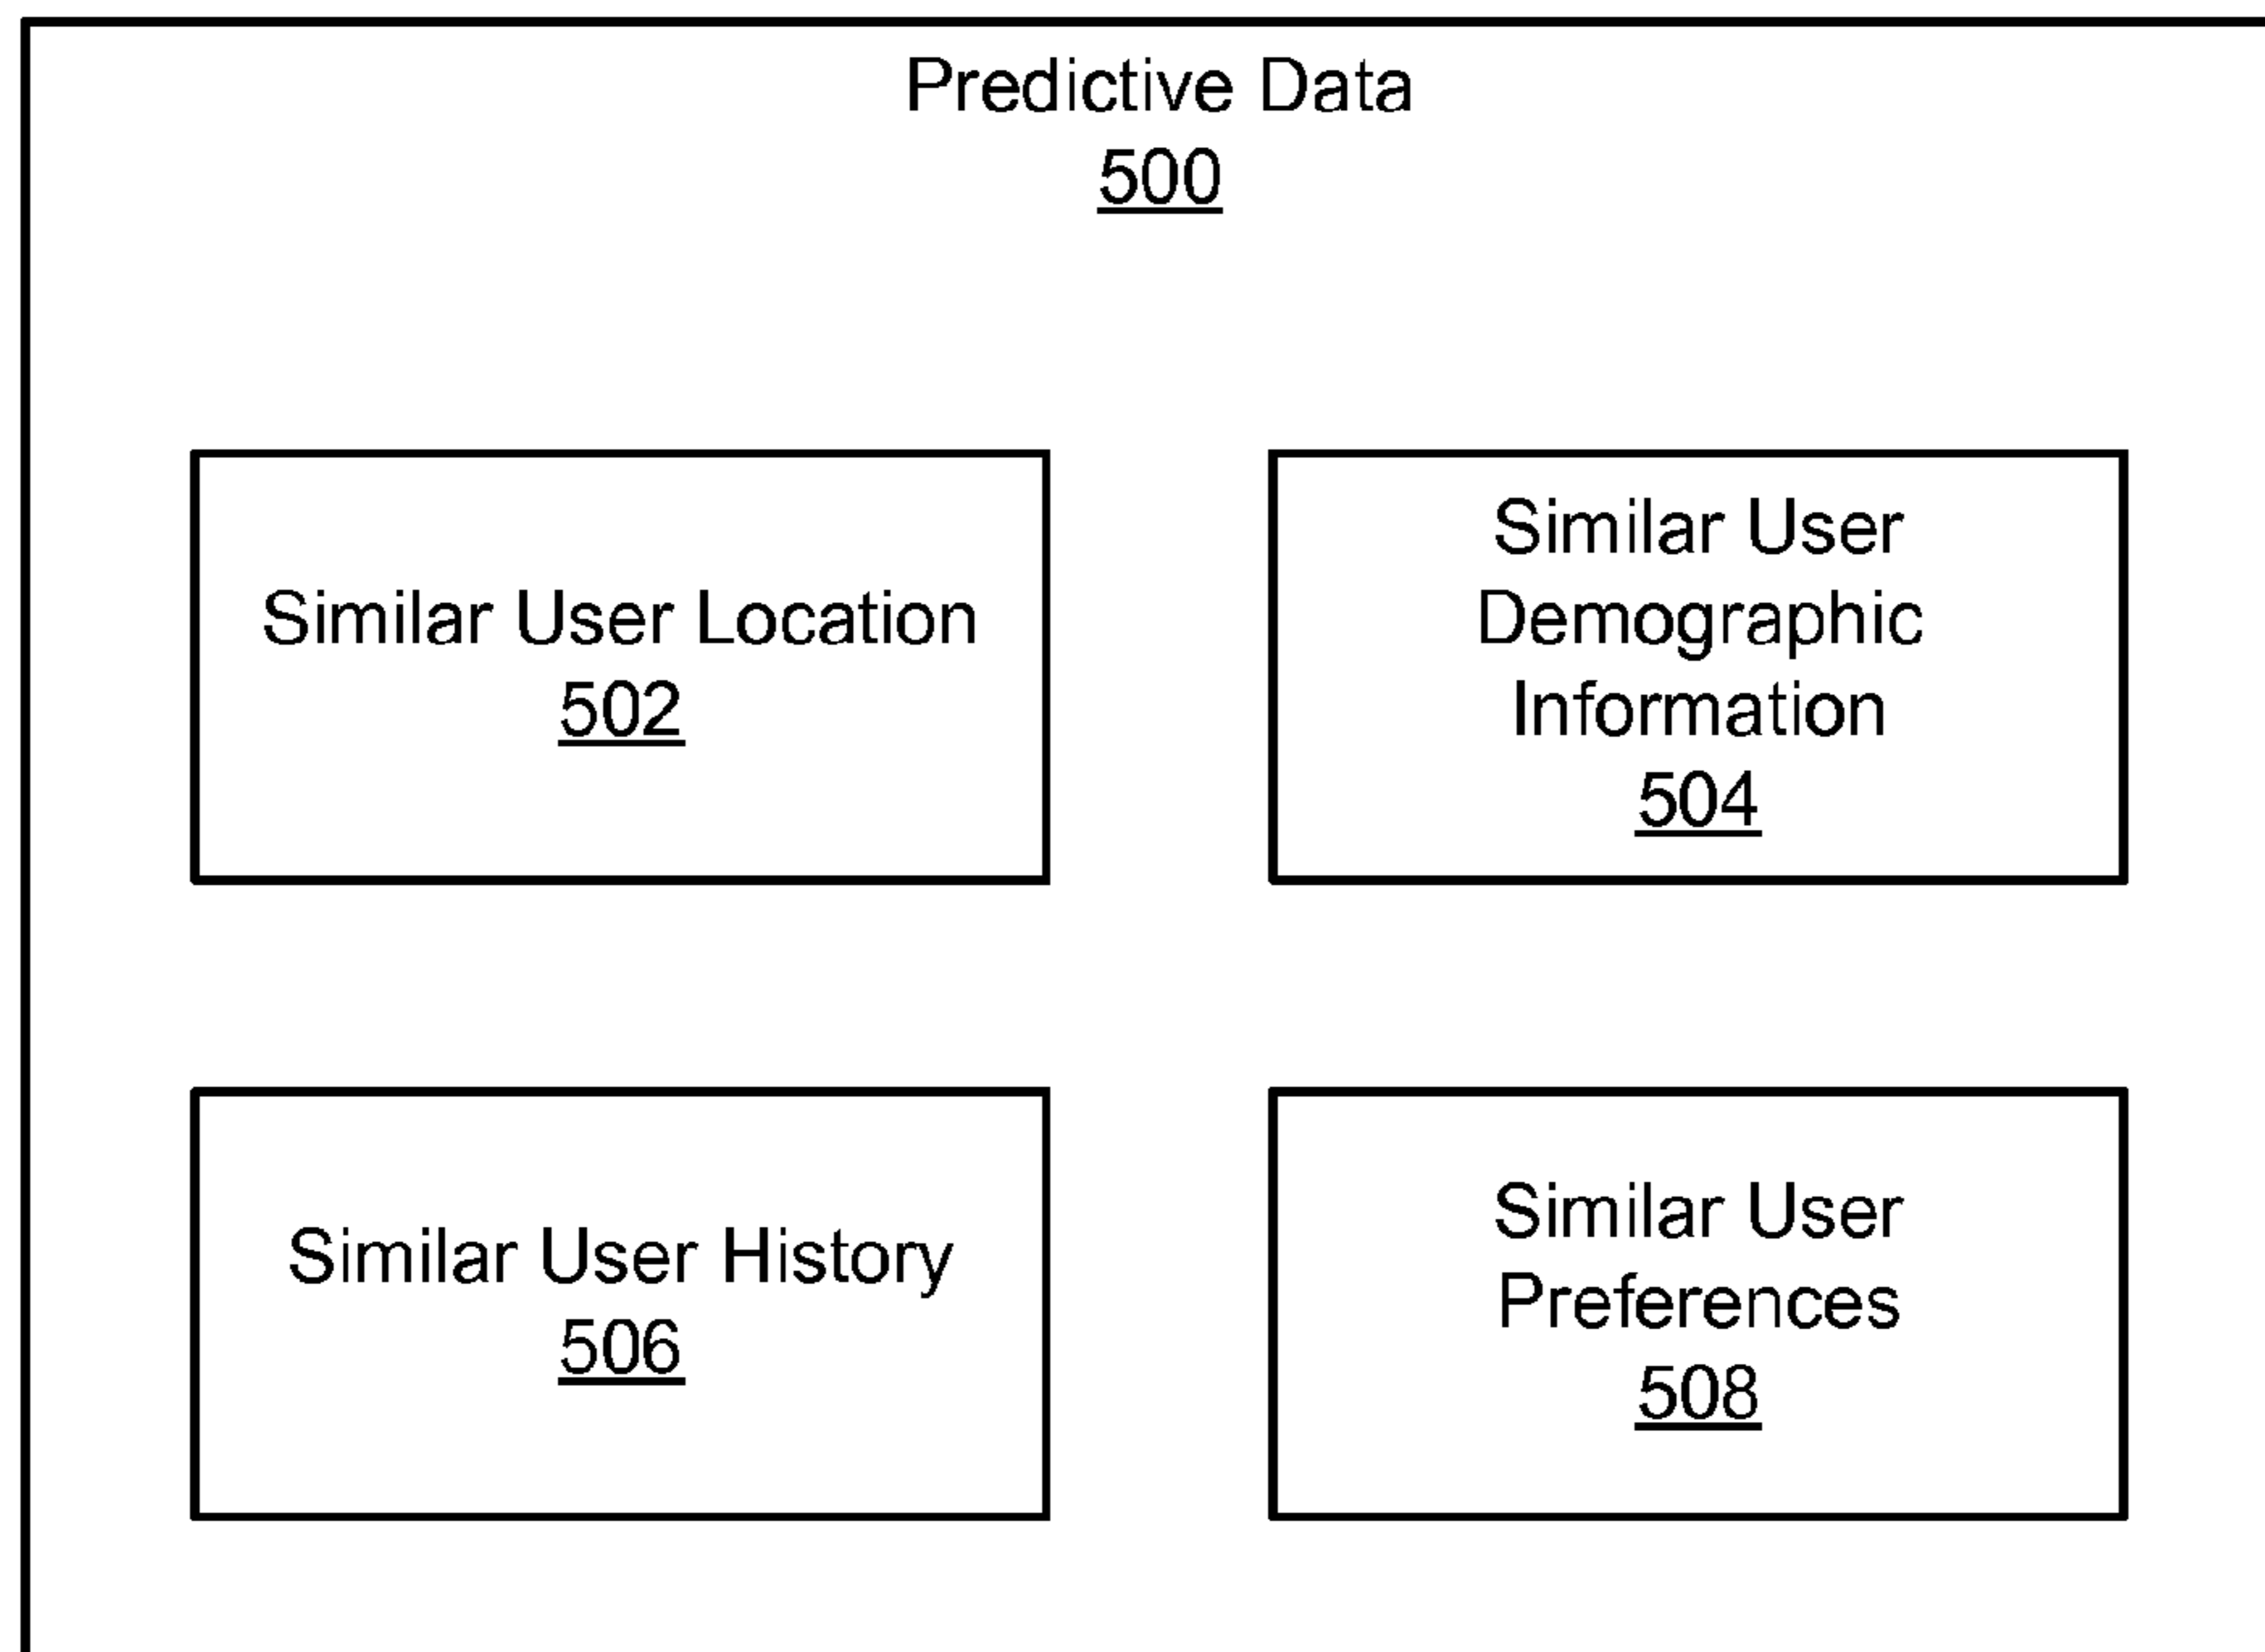 Predictive Data
500
Similar User Location
502
Similar User
Demographic
Information
504
Similar User History
506
Similar User
Preferences
508